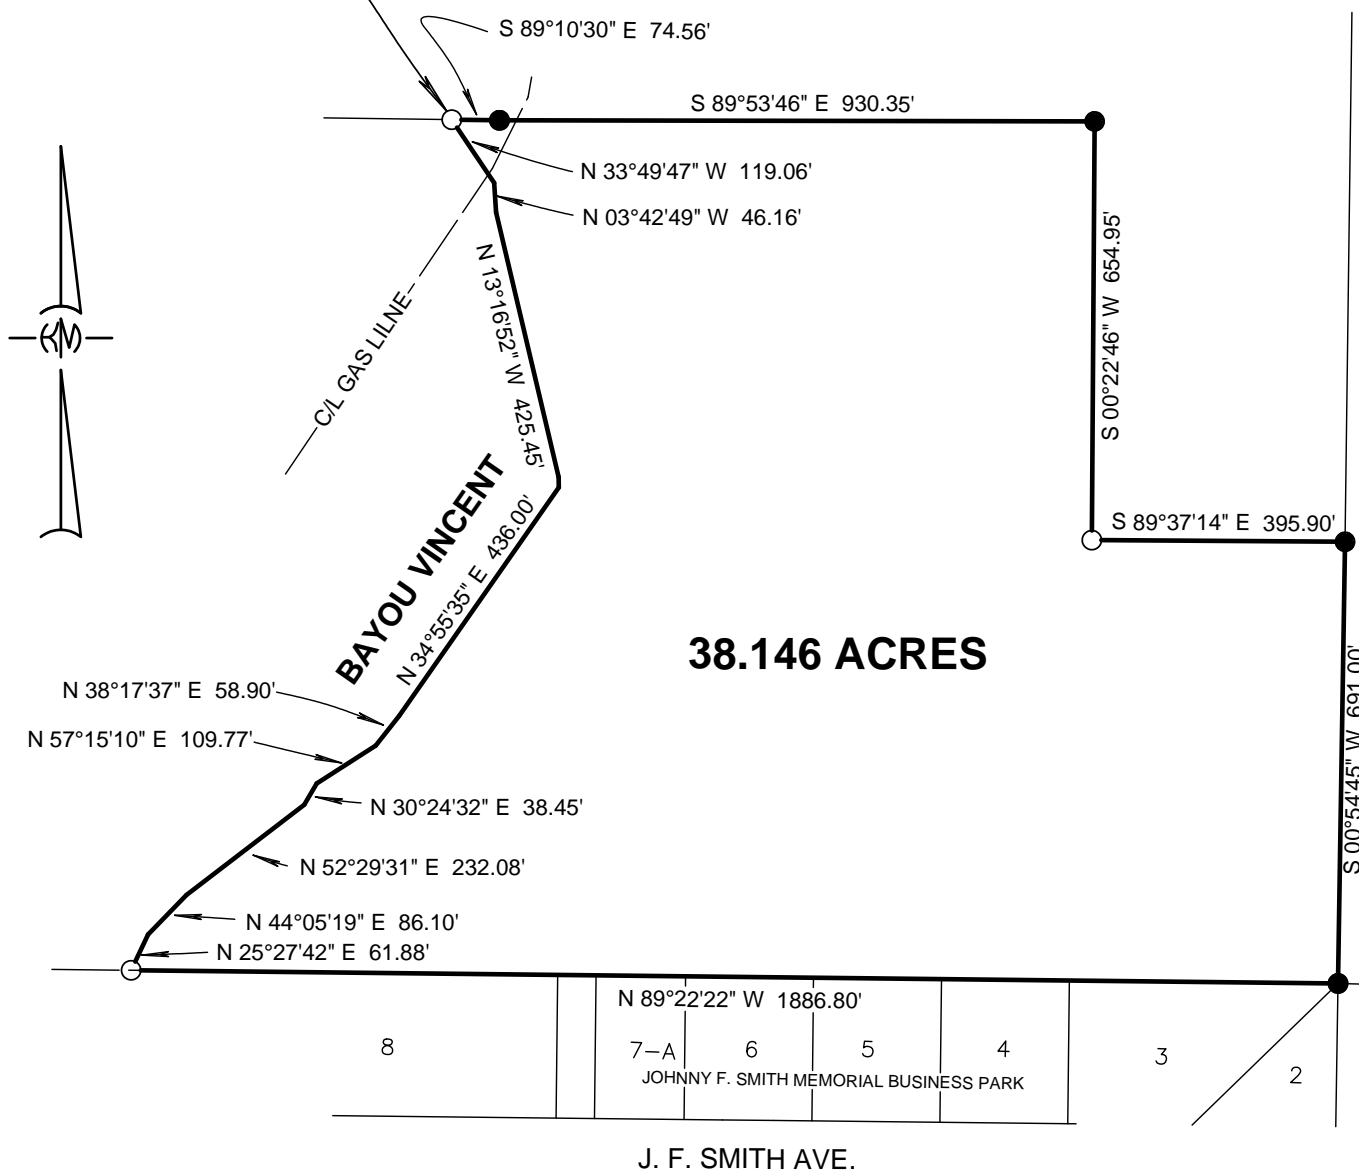 S 89°10'30" E 74.56'
S 89°53'46" E 930.35'
N 33°49'47" W 119.06'
N 03°42'49" W 46.16'
N 13°16'52" W 425.45'
S 00°22'46" W 654.95'
KM
C/L GAS LILNE
BAYOU VINCENT
N 34°55'35" E 436.00'
S 89°37'14" E 395.90'
38.146 ACRES
N 38°17'37" E 58.90'
N 57°15'10" E 109.77'
S 00°54'45" W 691.00'
N 30°24'32" E 38.45'
N 52°29'31" E 232.08'
N 44°05'19" E 86.10'
N 25°27'42" E 61.88'
N 89°22'22" W 1886.80'
8
7-A
6
5
4
3
2
JOHNNY F. SMITH MEMORIAL BUSINESS PARK
J. F. SMITH AVE.